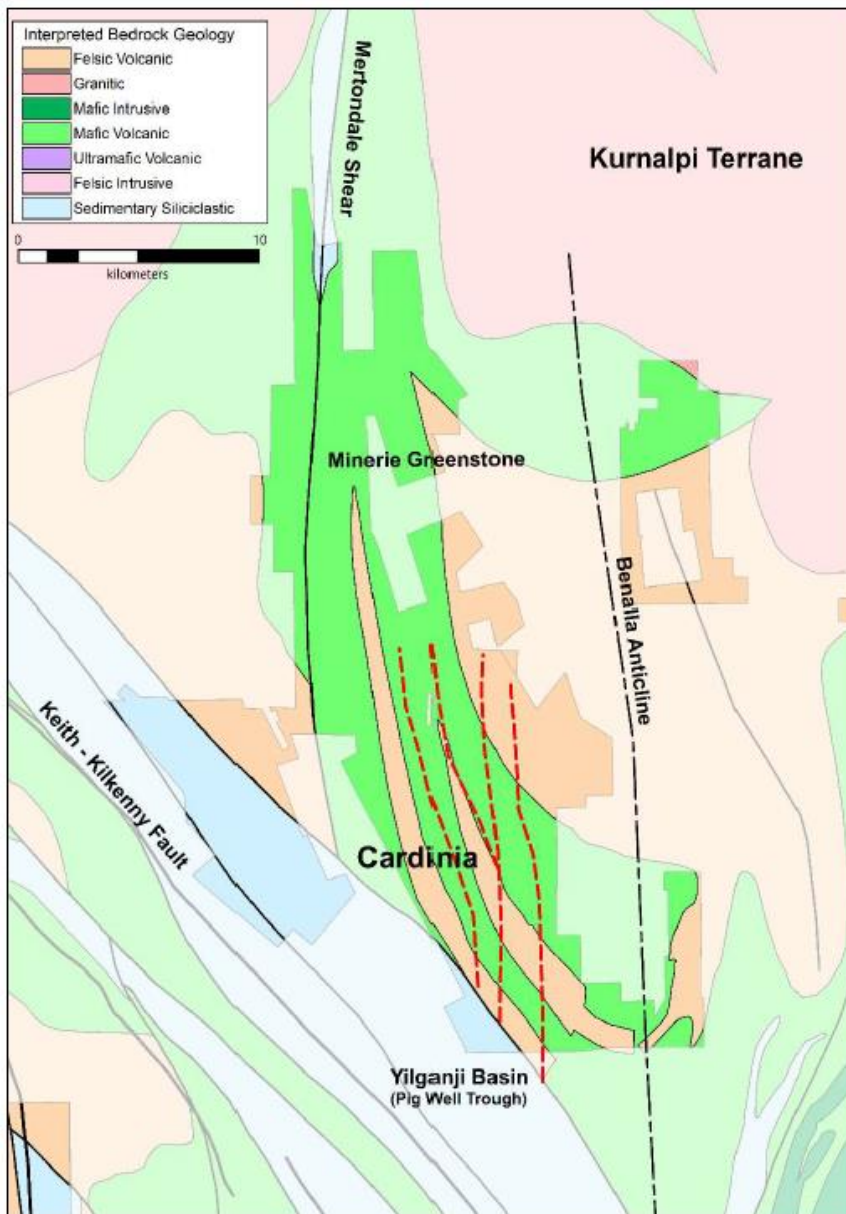 Interpreted Bedrock Geology
Felsic Volcanic
Granitic
Mafic Intrusive
Mafic Volcanic
Ultramafic Volcanic
Felsic Intrusive
Sedimentary Siliciclastic
0 10
kilometers
Mertondale Shear
Kurnalpi Terrane
Minerie Greenstone
Benalla Anticline
Keith - Kilkenny Fault
Cardinia
Yilganji Basin
(Pig Well Trough)